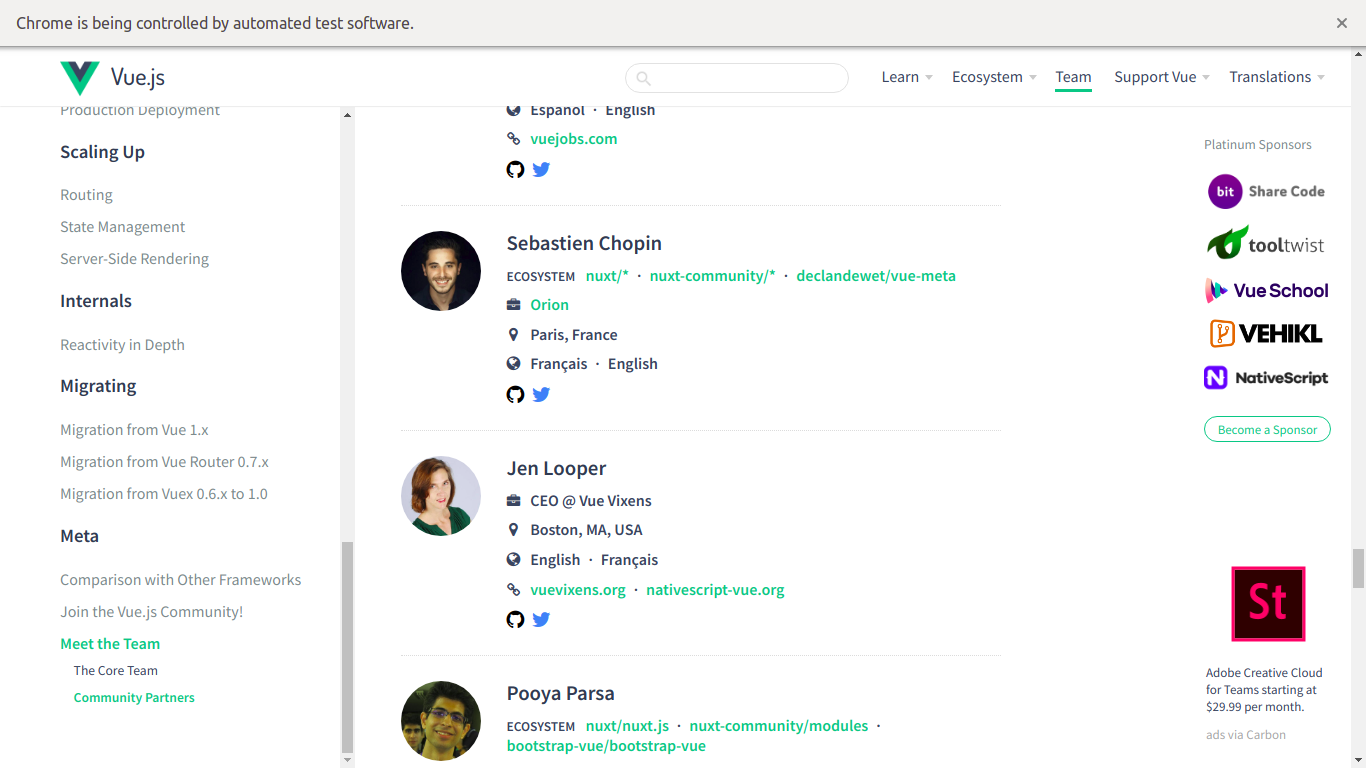 Chrome is being controlled by automated test software.
Vue.js
Learn
Ecosystem
Team
Support Vue
Translations
Production Deployment
Scaling Up
Routing
State Management
Server-Side Rendering
Internals
Reactivity in Depth
Migrating
Migration from Vue 1.x
Migration from Vue Router 0.7.x
Migration from Vuex 0.6.x to 1.0
Meta
Comparison with Other Frameworks
Join the Vue.js Community!
Meet the Team
The Core Team
Community Partners
Español · English
vuejobs.com
Sebastien Chopin
ECOSYSTEM nuxt/* · nuxt-community/* · declandewet/vue-meta
Orion
Paris, France
Français · English
Jen Looper
CEO @ Vue Vixens
Boston, MA, USA
English · Français
vuevixens.org · nativescript-vue.org
Pooya Parsa
ECOSYSTEM nuxt/nuxt.js · nuxt-community/modules ·
bootstrap-vue/bootstrap-vue
Platinum Sponsors
bit Share Code
tooltwist
Vue School
VEHIKL
NativeScript
Become a Sponsor
St
Adobe Creative Cloud
for Teams starting at
$29.99 per month.
ads via Carbon